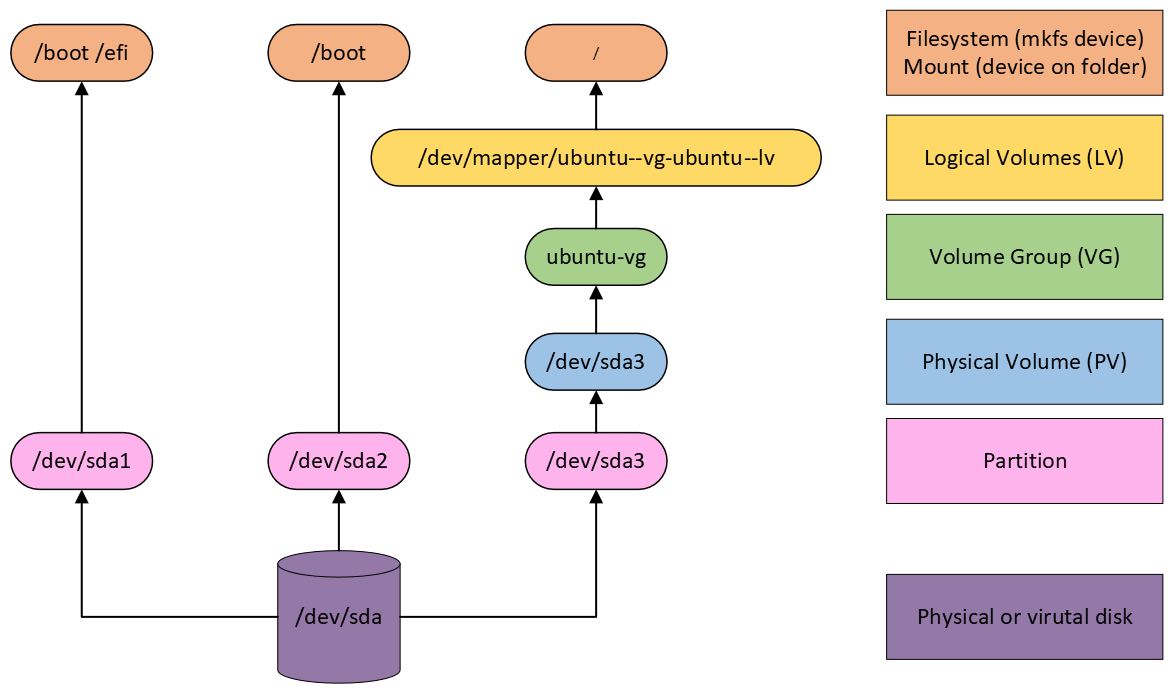 /boot /efi
/boot
/
Filesystem (mkfs device)
Mount (device on folder)
/dev/mapper/ubuntu--vg-ubuntu--lv
Logical Volumes (LV)
ubuntu-vg
Volume Group (VG)
/dev/sda3
Physical Volume (PV)
/dev/sda1
/dev/sda2
/dev/sda3
Partition
/dev/sda
Physical or virutal disk